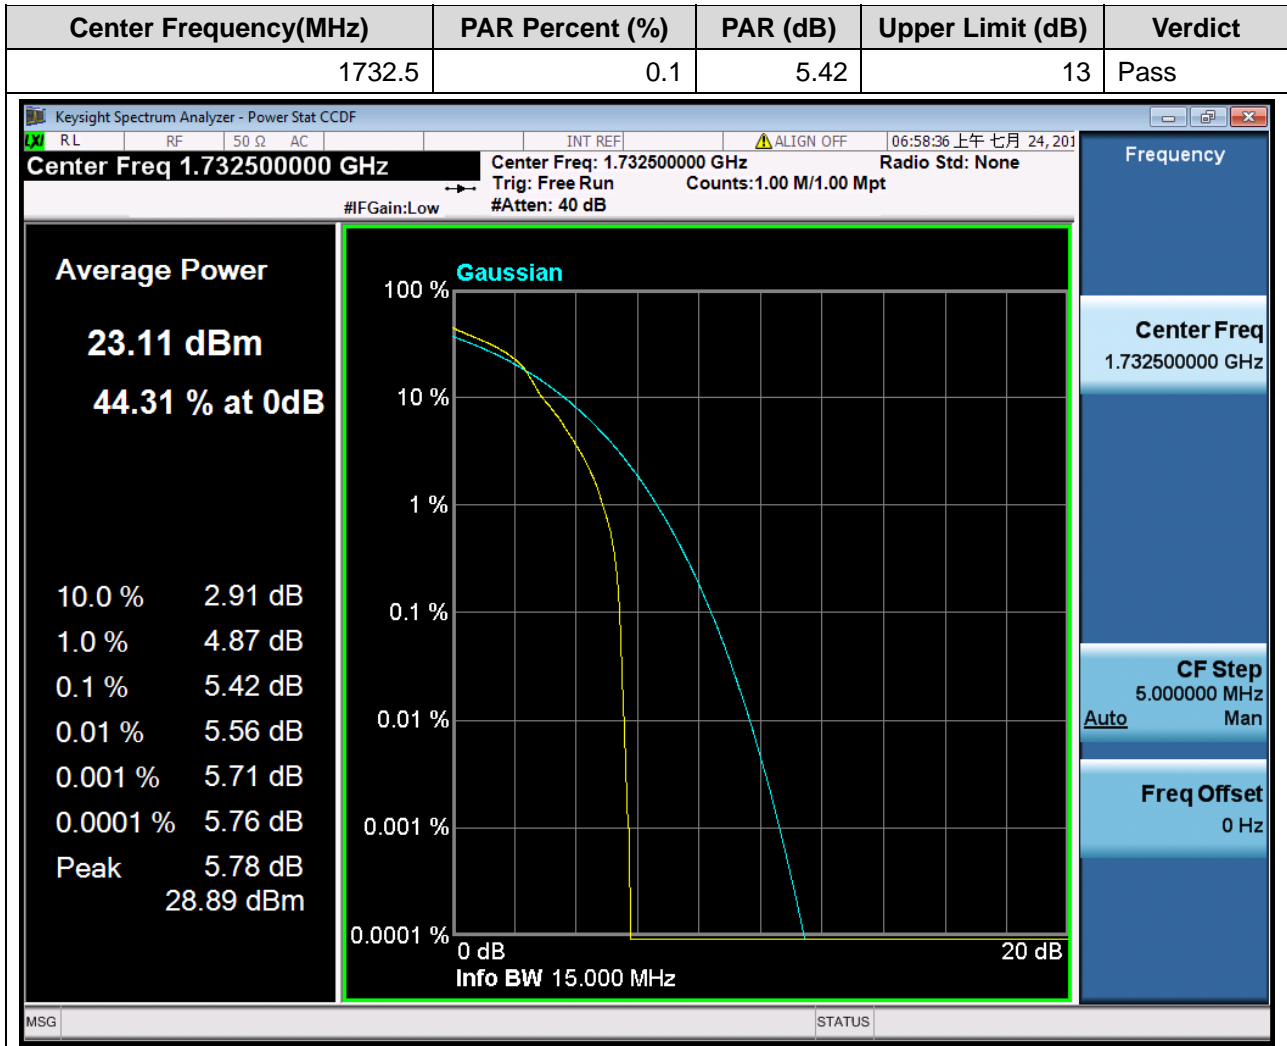 Center Frequency(MHz) PAR Percent (%) PAR (dB) Upper Limit (dB) Verdict
1732.5 0.1 5.42 13 Pass
Keysight Spectrum Analyzer - Power Stat CCDF
LXI RL RF 50 Ω AC INT REF ALIGN OFF 06:58:36 上午 七月 24, 201
Center Freq 1.732500000 GHz
Center Freq: 1.732500000 GHz Radio Std: None
Trig: Free Run Counts:1.00 M/1.00 Mpt
#IFGain:Low #Atten: 40 dB
Frequency
Average Power
23.11 dBm
44.31 % at 0dB
10.0 % 2.91 dB
1.0 % 4.87 dB
0.1 % 5.42 dB
0.01 % 5.56 dB
0.001 % 5.71 dB
0.0001 % 5.76 dB
Peak 5.78 dB
28.89 dBm
Gaussian
100 %
10 %
1 %
0.1 %
0.01 %
0.001 %
0.0001 %
0 dB 20 dB
Info BW 15.000 MHz
Center Freq
1.732500000 GHz
CF Step
5.000000 MHz
Auto Man
Freq Offset
0 Hz
MSG STATUS